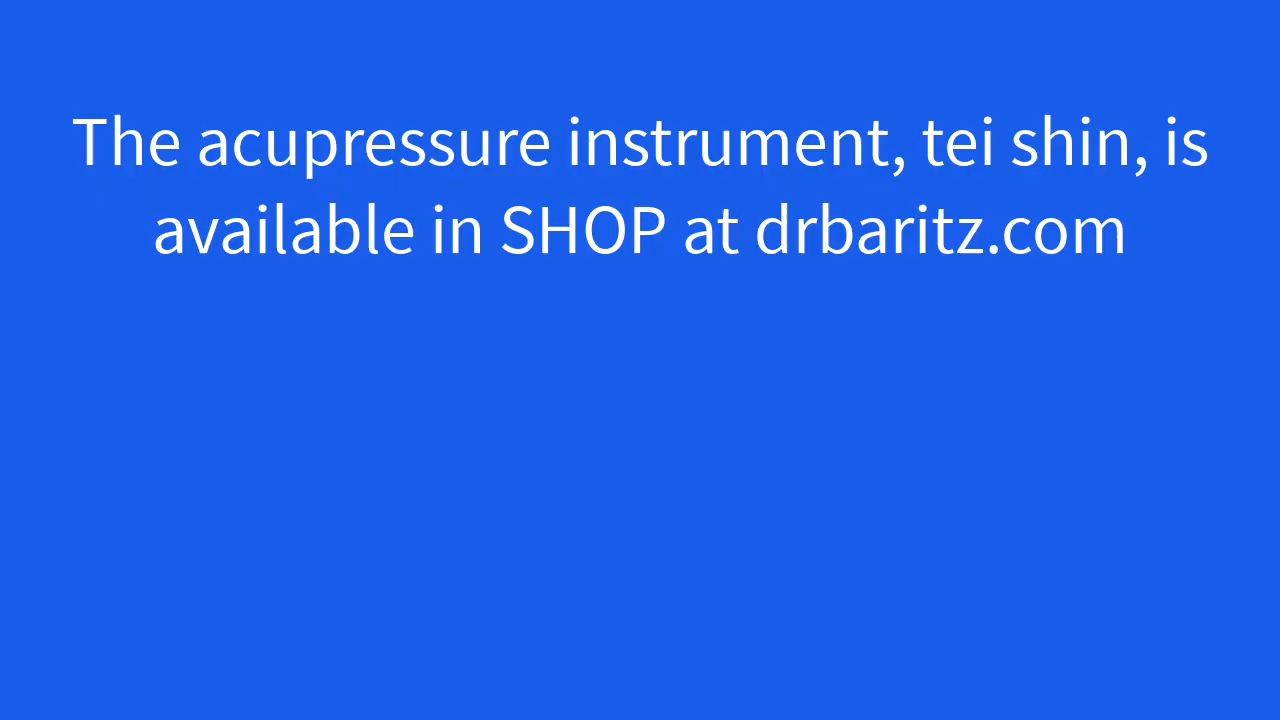 The acupressure instrument, tei shin, is
available in SHOP at drbaritz.com